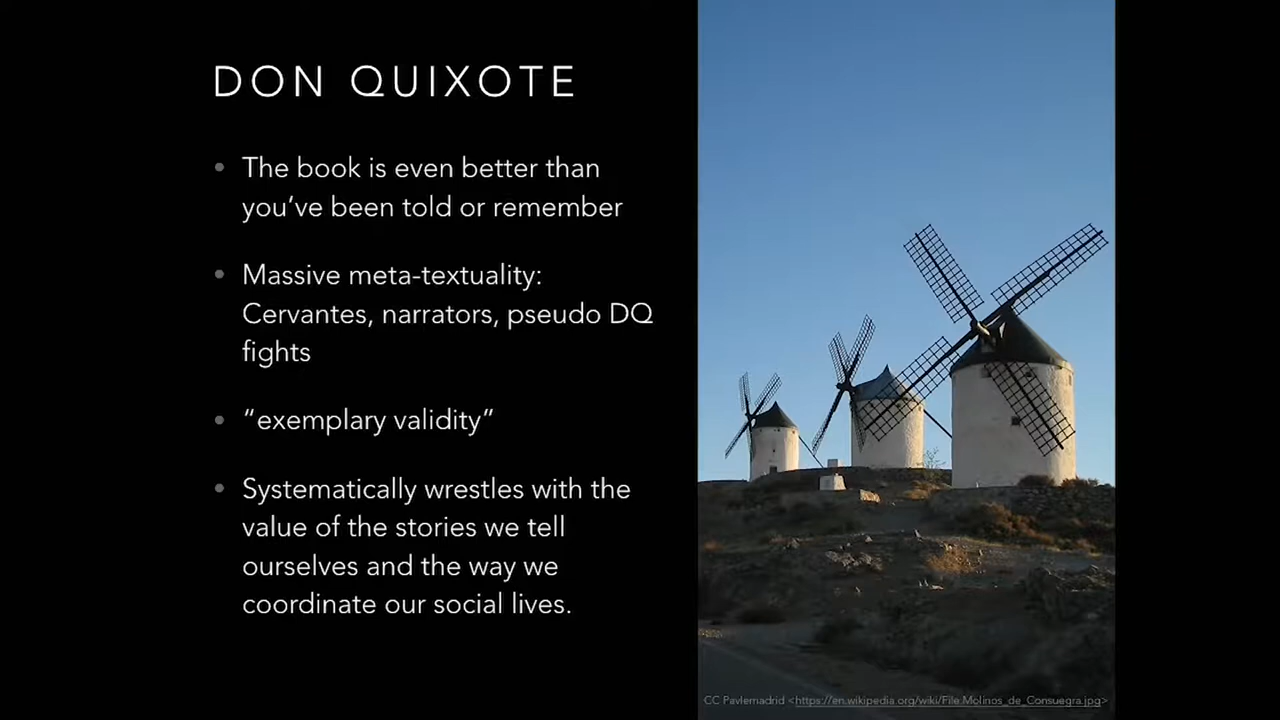 DON QUIXOTE
• The book is even better than
you’ve been told or remember
• Massive meta-textuality:
Cervantes, narrators, pseudo DQ
fights
• “exemplary validity”
• Systematically wrestles with the
value of the stories we tell
ourselves and the way we
coordinate our social lives.
CC Pavlemadrid <https://en.wikipedia.org/wiki/File:Molinos_de_Consuegra.jpg>